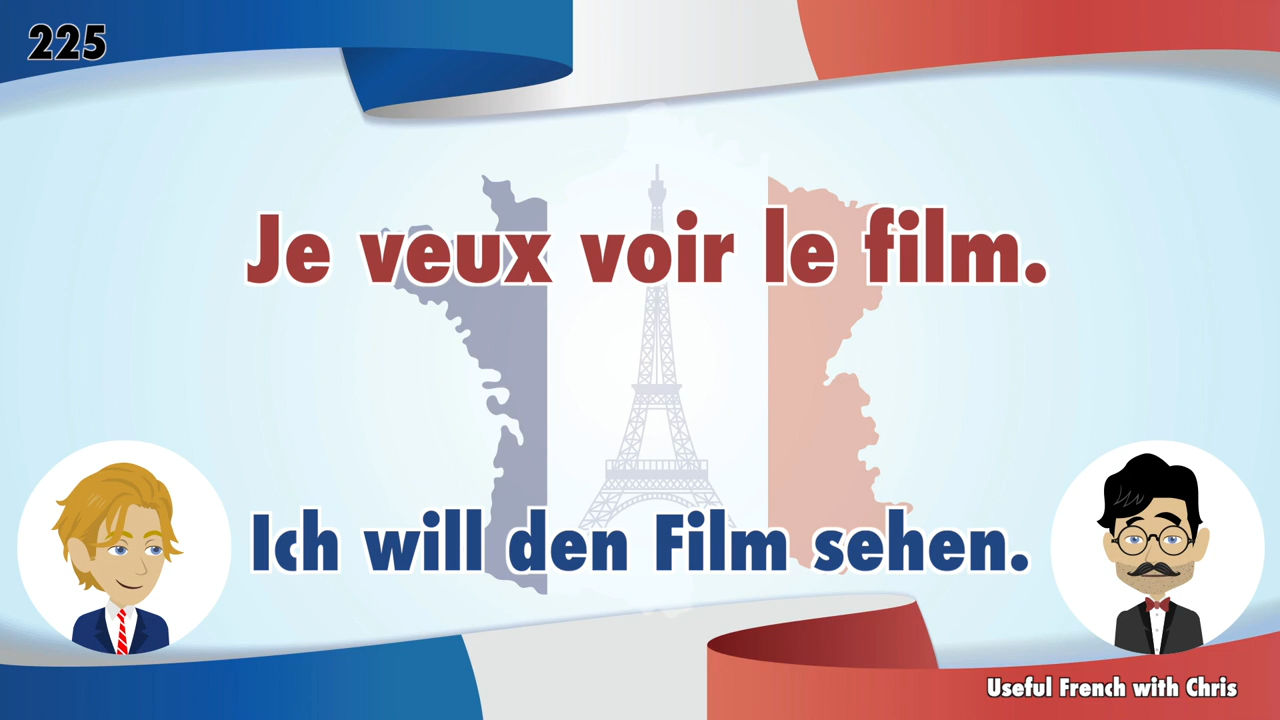 225
Je veux voir le film.
Ich will den Film sehen.
Useful French with Chris